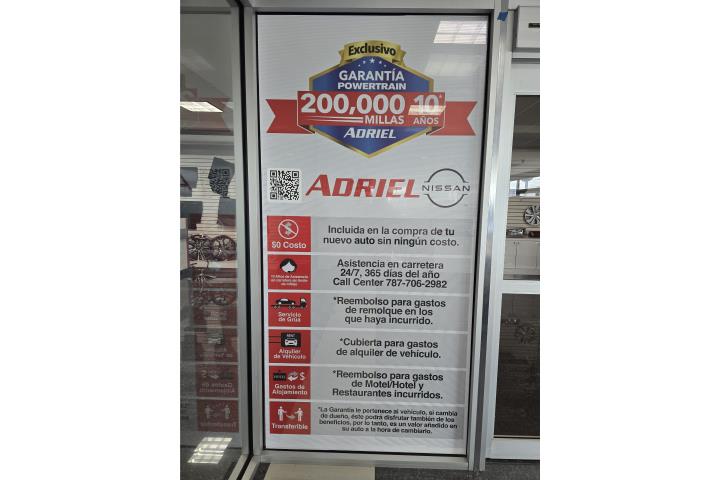 Exclusivo
GARANTÍA
POWERTRAIN
200,000
MILLAS
10*
AÑOS
ADRIEL
ADRIEL
NISSAN
$0 Costo
Incluida en la compra de tu
nuevo auto sin ningún costo.
Asistencia en carretera
24/7, 365 días del año
Call Center 787-706-2982
Servicio
de Grúa
*Reembolso para gastos
de remolque en los
que haya incurrido.
RENT
Alquiler
de Vehículo
*Cubierta para gastos
de alquiler de vehículo.
Gastos de
Alojamiento
*Reembolso para gastos
de Motel/Hotel y
Restaurantes incurridos.
Transferible
*La Garantía le pertenece al vehículo, si cambia
de dueño, éste podrá disfrutar también de los
beneficios, por lo tanto, es un valor añadido en
su auto a la hora de cambiarlo.